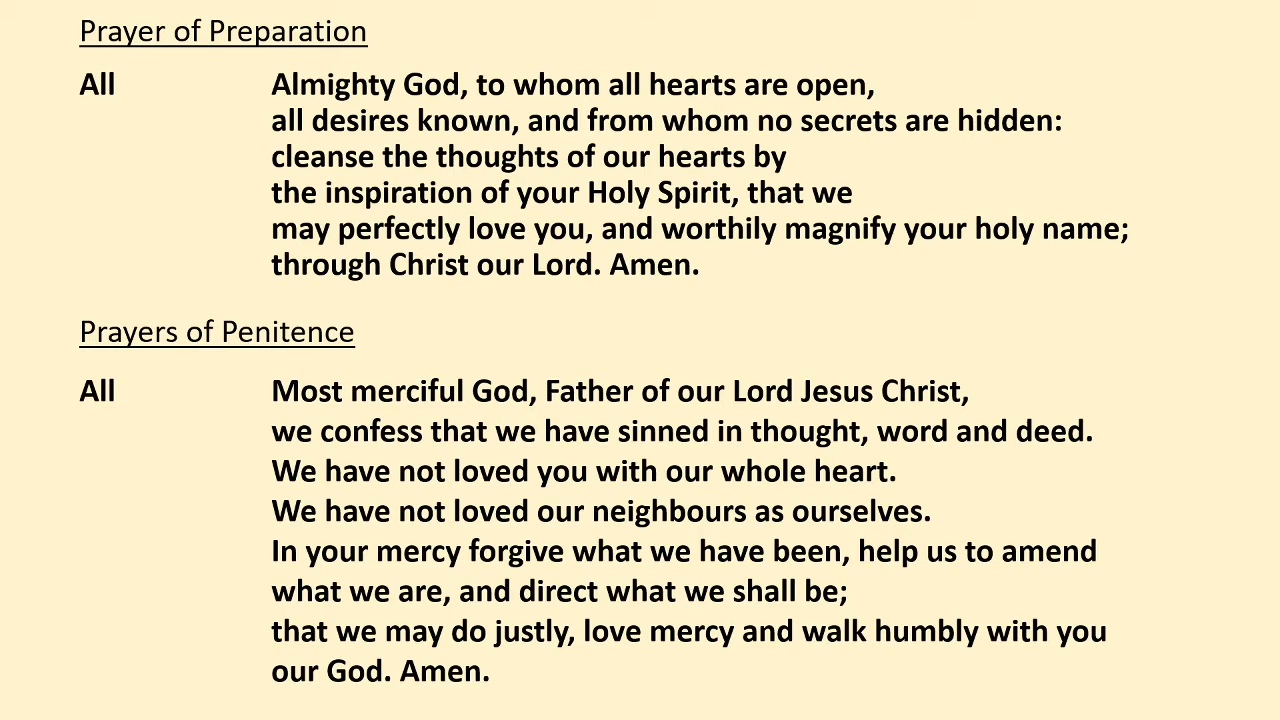 Prayer of Preparation
All Almighty God, to whom all hearts are open,
all desires known, and from whom no secrets are hidden:
cleanse the thoughts of our hearts by
the inspiration of your Holy Spirit, that we
may perfectly love you, and worthily magnify your holy name;
through Christ our Lord. Amen.
Prayers of Penitence
All Most merciful God, Father of our Lord Jesus Christ,
we confess that we have sinned in thought, word and deed.
We have not loved you with our whole heart.
We have not loved our neighbours as ourselves.
In your mercy forgive what we have been, help us to amend
what we are, and direct what we shall be;
that we may do justly, love mercy and walk humbly with you
our God. Amen.